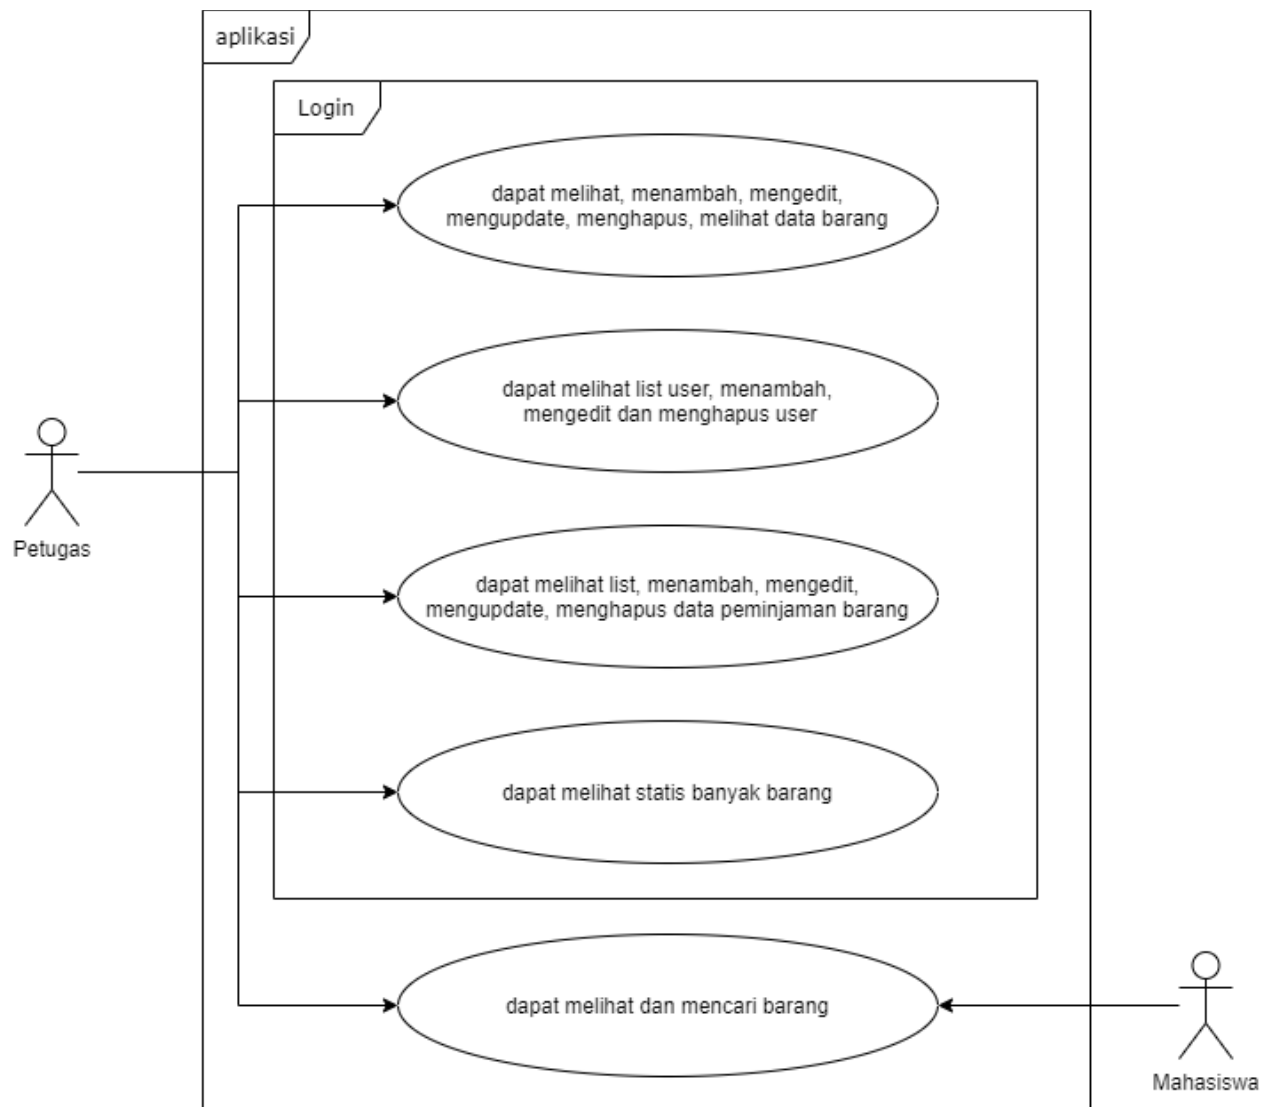 aplikasi
Login
dapat melihat, menambah, mengedit,
mengupdate, menghapus, melihat data barang
dapat melihat list user, menambah,
mengedit dan menghapus user
Petugas
dapat melihat list, menambah, mengedit,
mengupdate, menghapus data peminjaman barang
dapat melihat statis banyak barang
dapat melihat dan mencari barang
Mahasiswa